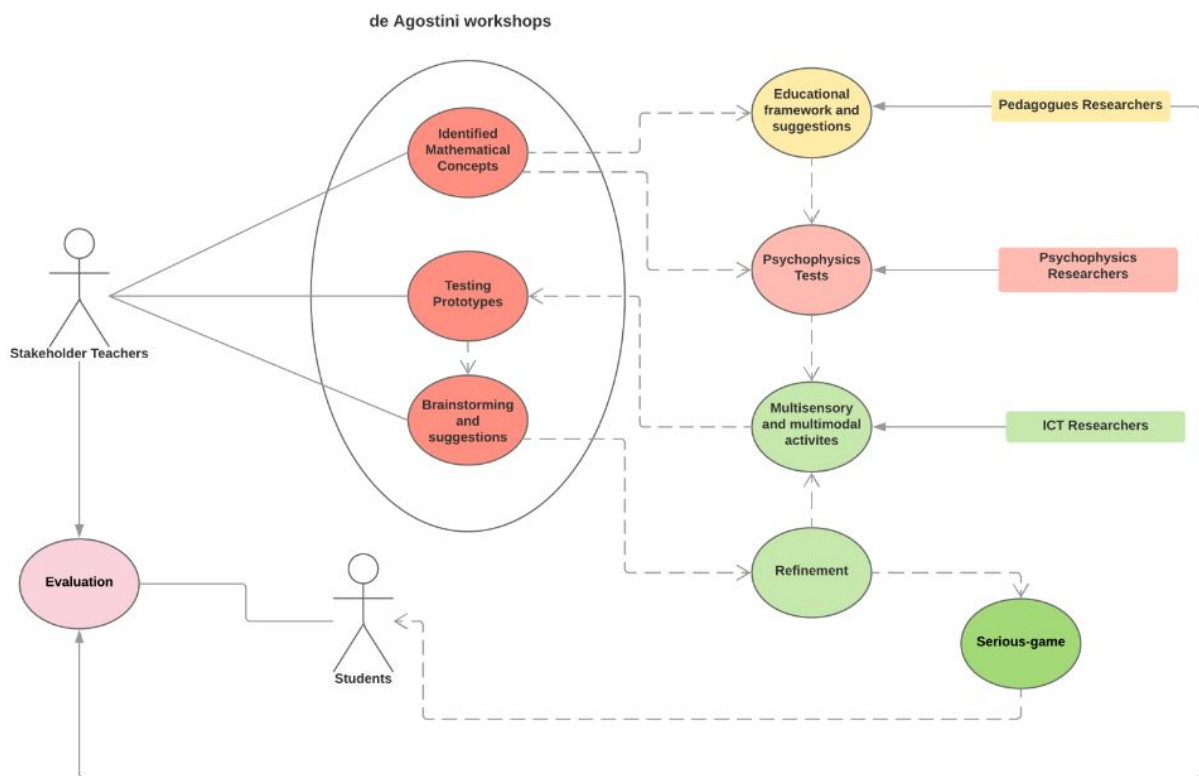 de Agostini workshops
Identified
Mathematical
Concepts
Educational
framework and
suggestions
Pedagogues Researchers
Testing
Prototypes
Psychophysics
Tests
Psychophysics
Researchers
Stakeholder Teachers
Brainstorming
and
suggestions
Multisensory
and multimodal
activites
ICT Researchers
Evaluation
Refinement
Students
Serious-game